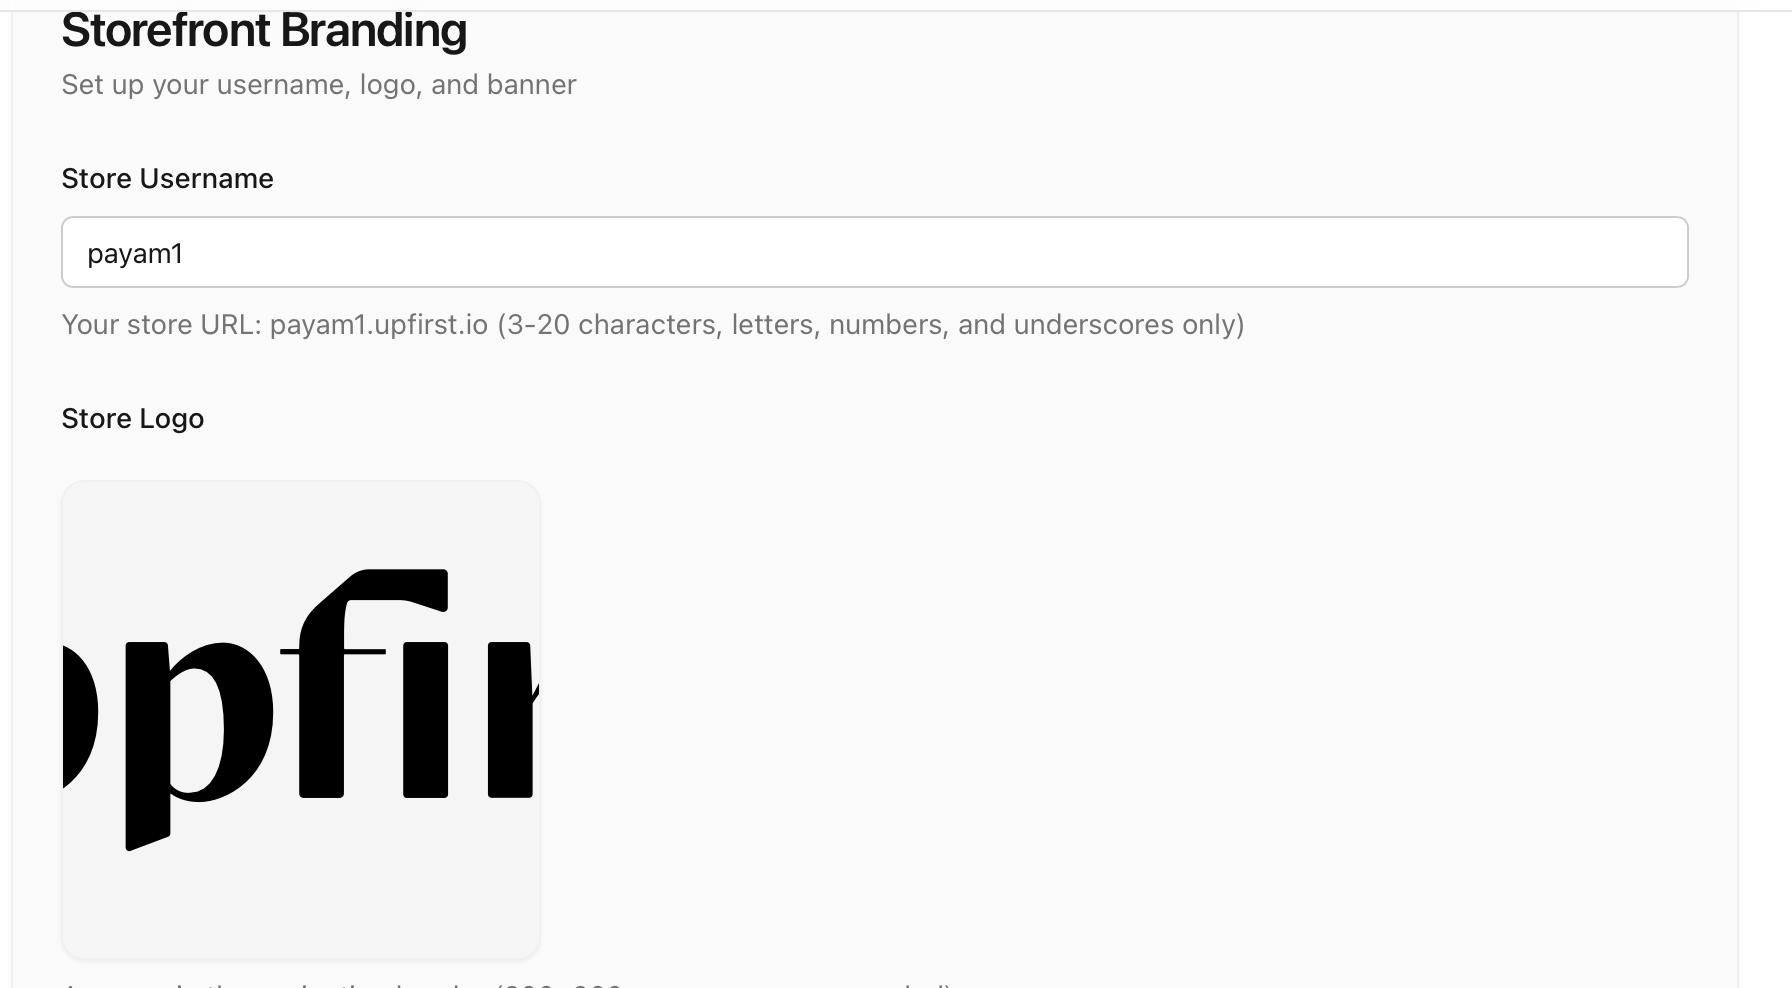 Storefront Branding
Set up your username, logo, and banner
Store Username
payam1
Your store URL: payam1.upfirst.io (3-20 characters, letters, numbers, and underscores only)
Store Logo
pfir